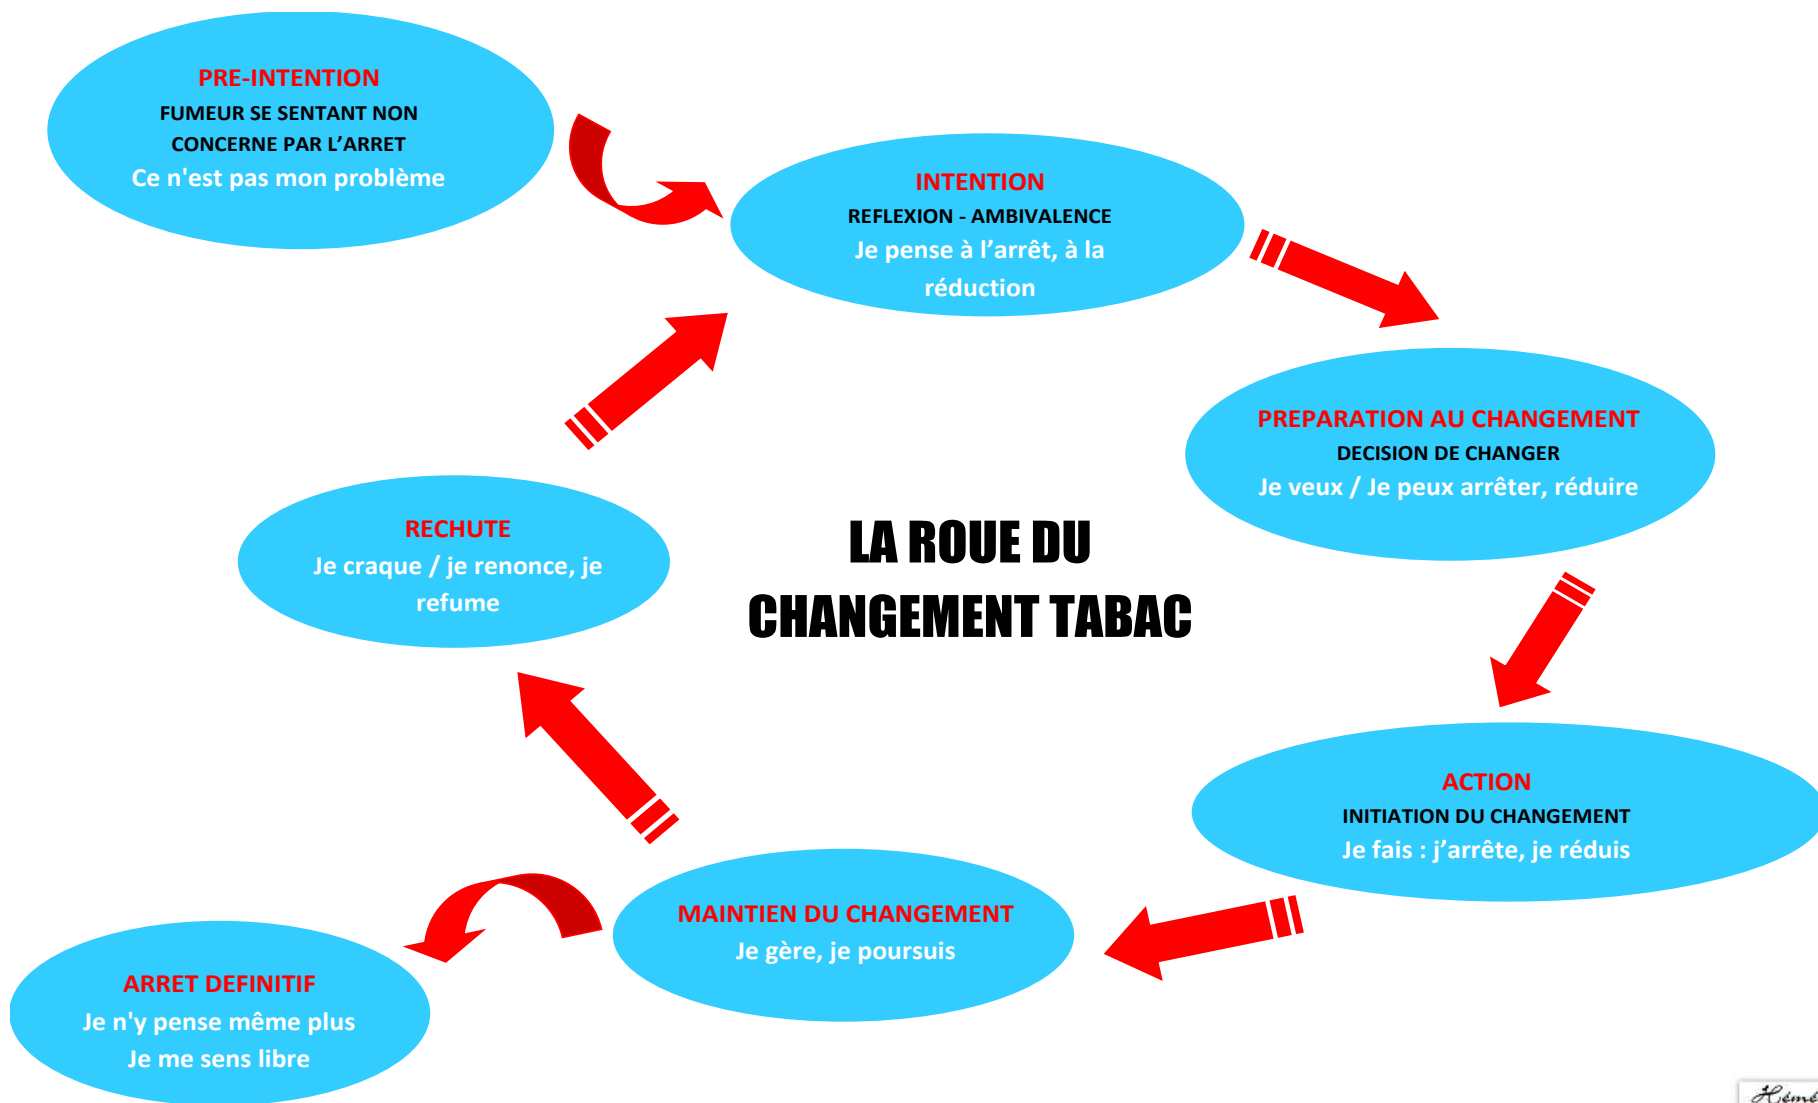 PRE-INTENTION
FUMEUR SE SENTANT NON
CONCERNE PAR L’ARRET
Ce n'est pas mon problème
INTENTION
REFLEXION - AMBIVALENCE
Je pense à l’arrêt, à la
réduction
PREPARATION AU CHANGEMENT
DECISION DE CHANGER
Je veux / Je peux arrêter, réduire
ACTION
INITIATION DU CHANGEMENT
Je fais : j’arrête, je réduis
MAINTIEN DU CHANGEMENT
Je gère, je poursuis
ARRET DEFINITIF
Je n'y pense même plus
Je me sens libre
RECHUTE
Je craque / je renonce, je
refume
LA ROUE DU
CHANGEMENT TABAC